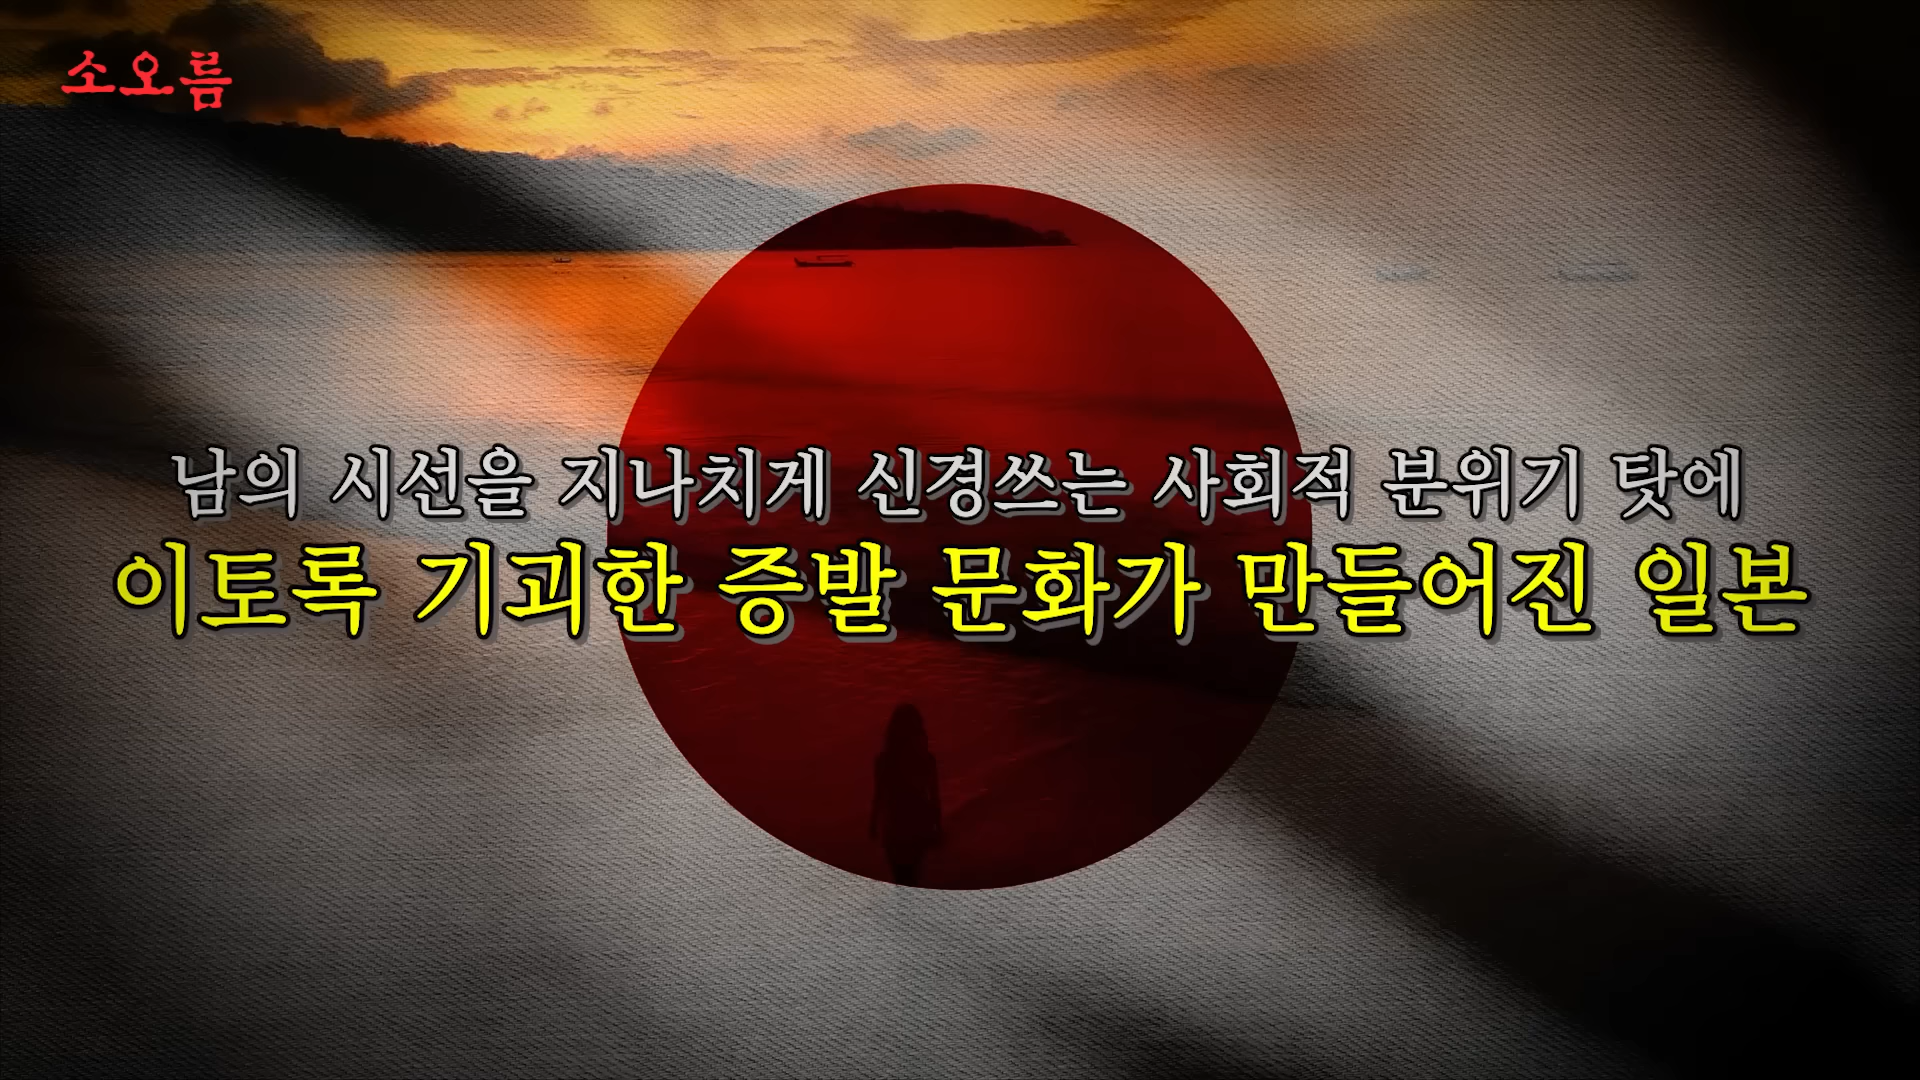 소오름
남의 시선을 지나치게 신경쓰는 사회적 분위기 탓에
이토록 기괴한 증발 문화가 만들어진 일본